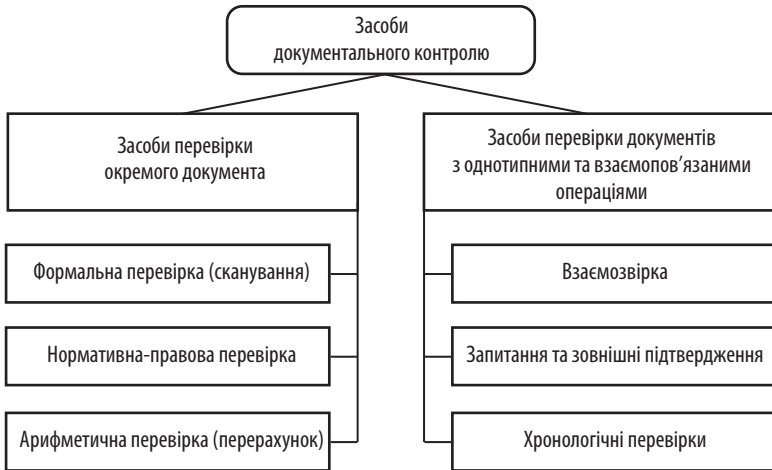 Засоби
документального контролю
Засоби перевірки
окремого документа
Засоби перевірки документів
з однотипними та взаємопов’язаними
операціями
Формальна перевірка (сканування)
Нормативна-правова перевірка
Арифметична перевірка (перерахунок)
Взаємозвірка
Запитання та зовнішні підтвердження
Хронологічні перевірки